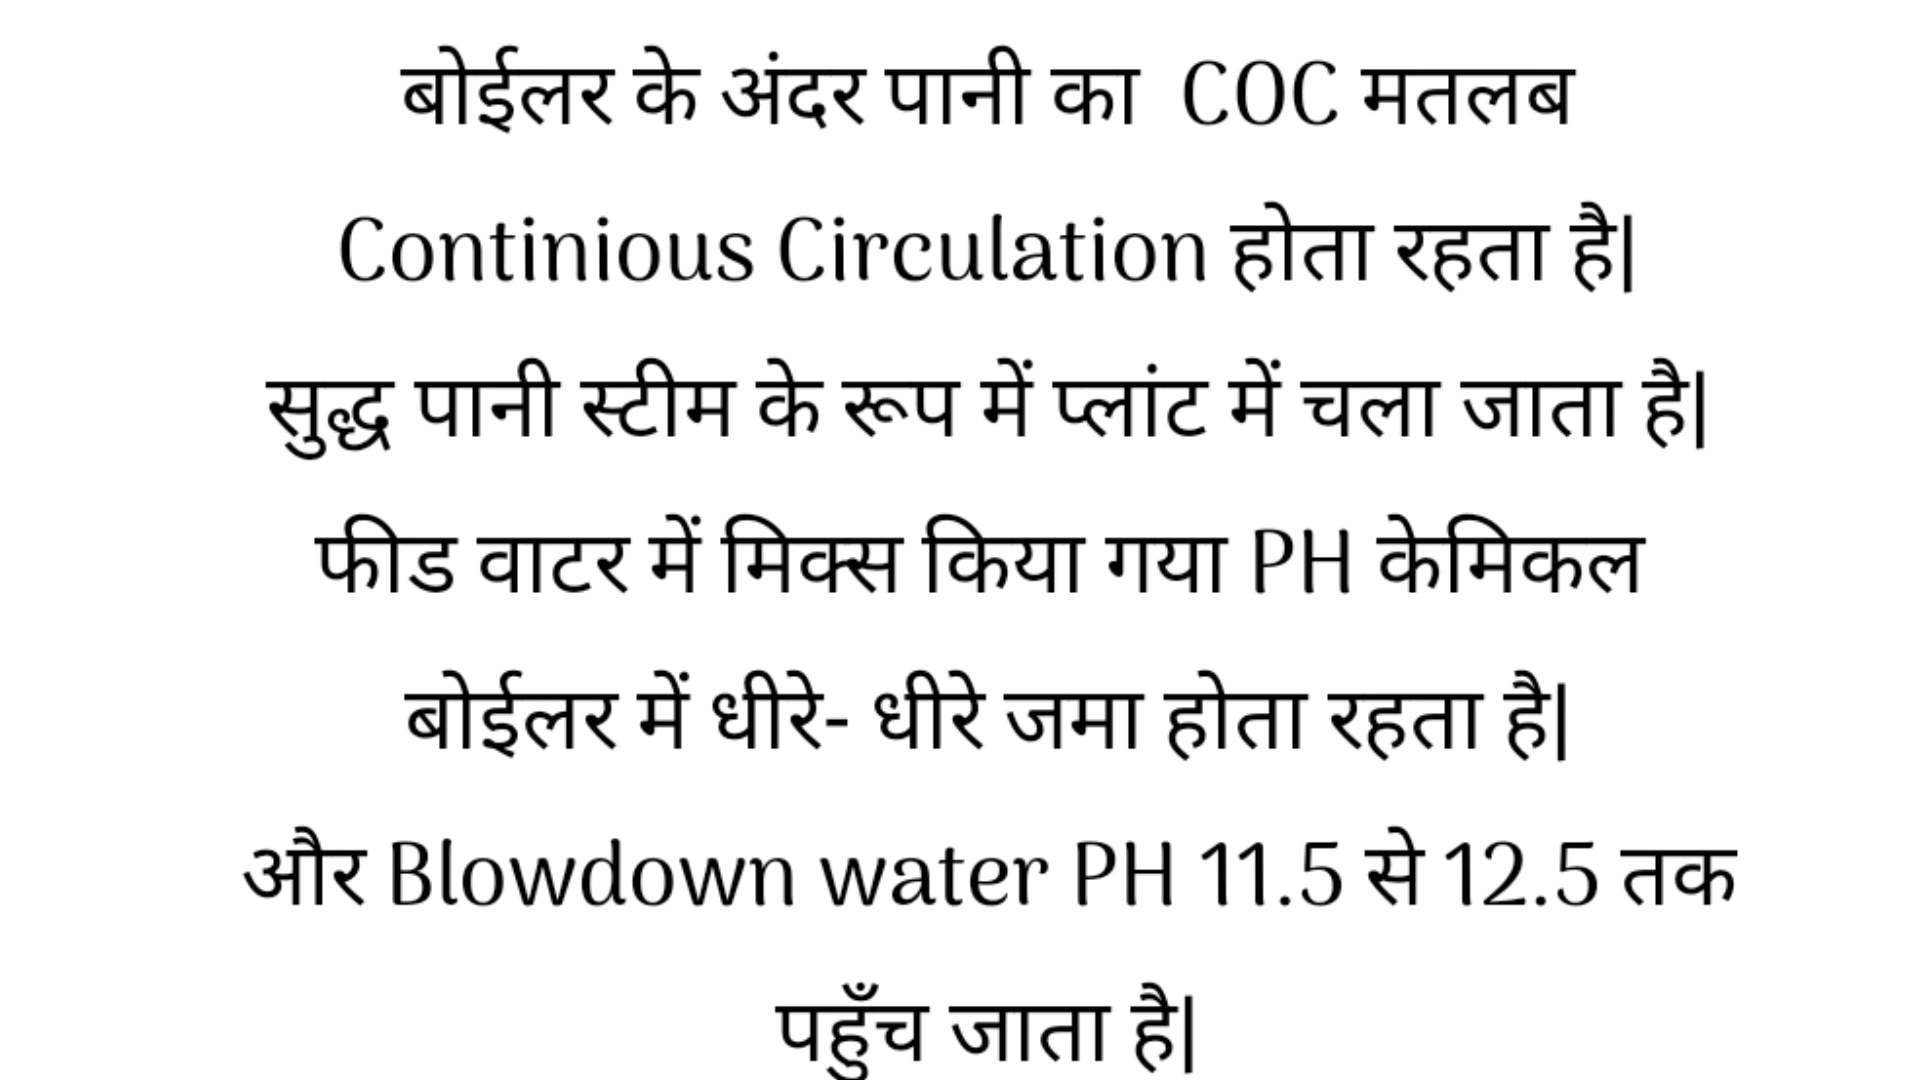 बोईलर के अंदर पानी का  COC मतलब
Continious Circulation होता रहता है|
सुद्ध पानी स्टीम के रूप में प्लांट में चला जाता है|
फीड वाटर में मिक्स किया गया PH केमिकल
बोईलर में धीरे- धीरे जमा होता रहता है|
और Blowdown water PH 11.5 से 12.5 तक
पहुँच जाता है|